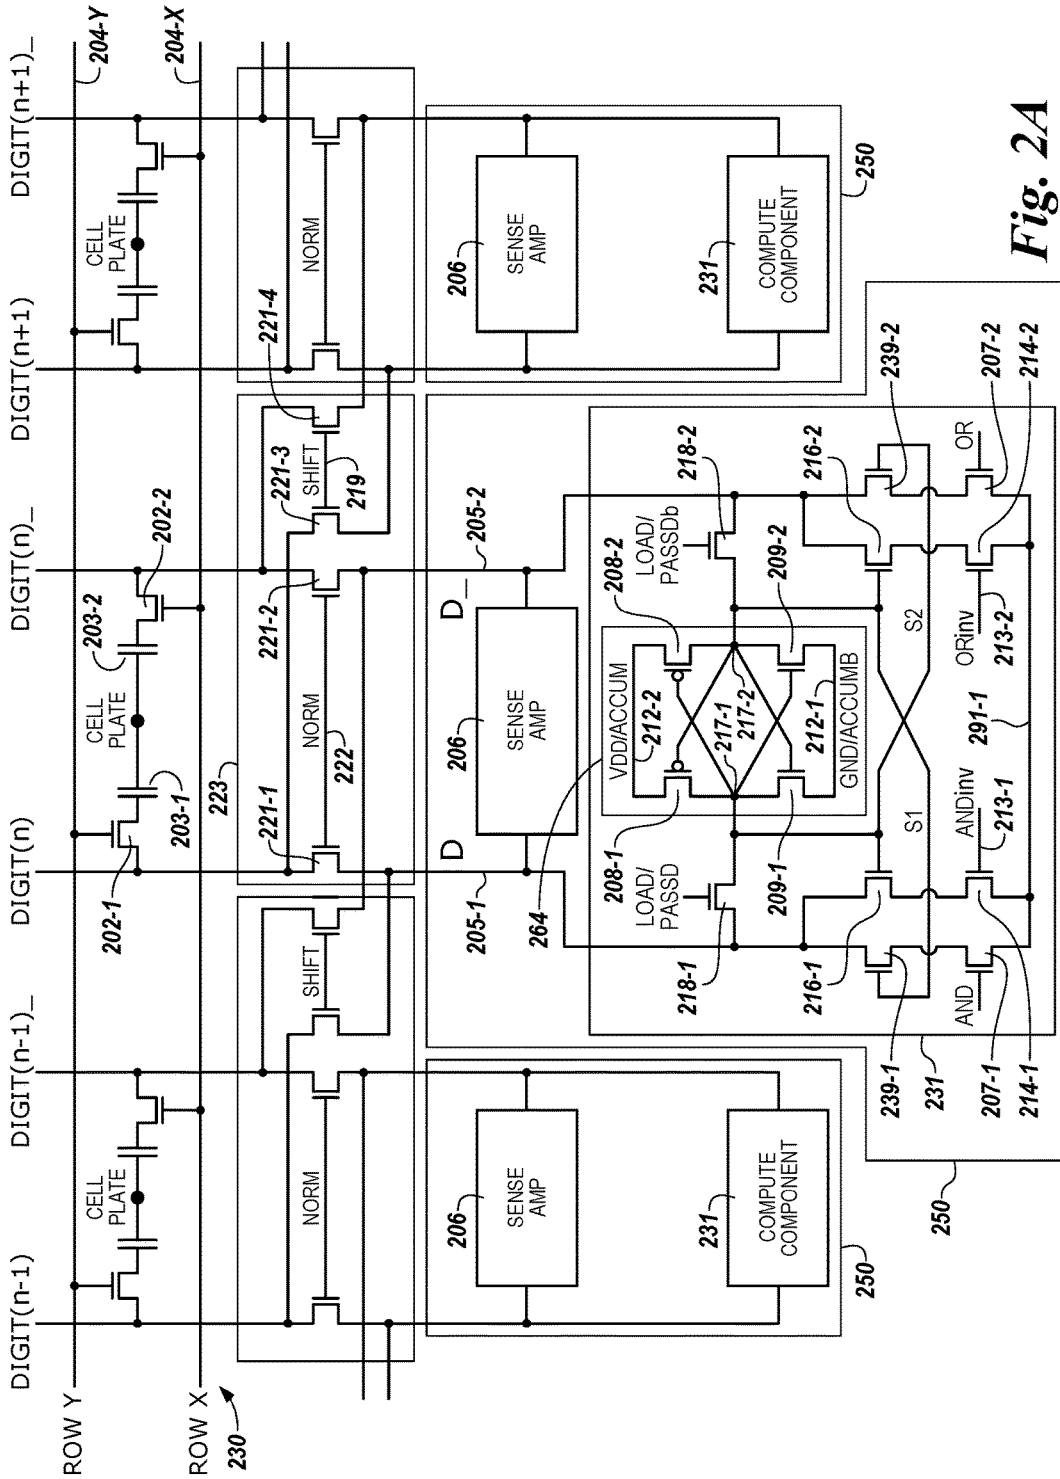 DIGIT(n-1)
DIGIT(n-1)_
DIGIT(n)
DIGIT(n)_
DIGIT(n+1)
DIGIT(n+1)_
ROW Y
204-Y
ROW X
204-X
230
CELL
PLATE
CELL
PLATE
CELL
PLATE
202-1
203-1
203-2
202-2
223
NORM
SHIFT
221-1
NORM
222
221-2
221-3
SHIFT
219
221-4
NORM
206
SENSE
AMP
231
COMPUTE
COMPONENT
250
205-1
D
206
SENSE
AMP
D_
205-2
206
SENSE
AMP
231
COMPUTE
COMPONENT
250
264
VDD/ACCUM
212-2
208-1
208-2
LOAD/
PASSD
LOAD/
PASSDb
218-1
218-2
217-1
217-2
209-1
209-2
212-1
GND/ACCUMB
216-1
216-2
239-1
239-2
S1
S2
AND
ANDinv
213-1
ORinv
213-2
OR
207-1
207-2
214-1
214-2
291-1
231
250
Fig. 2A